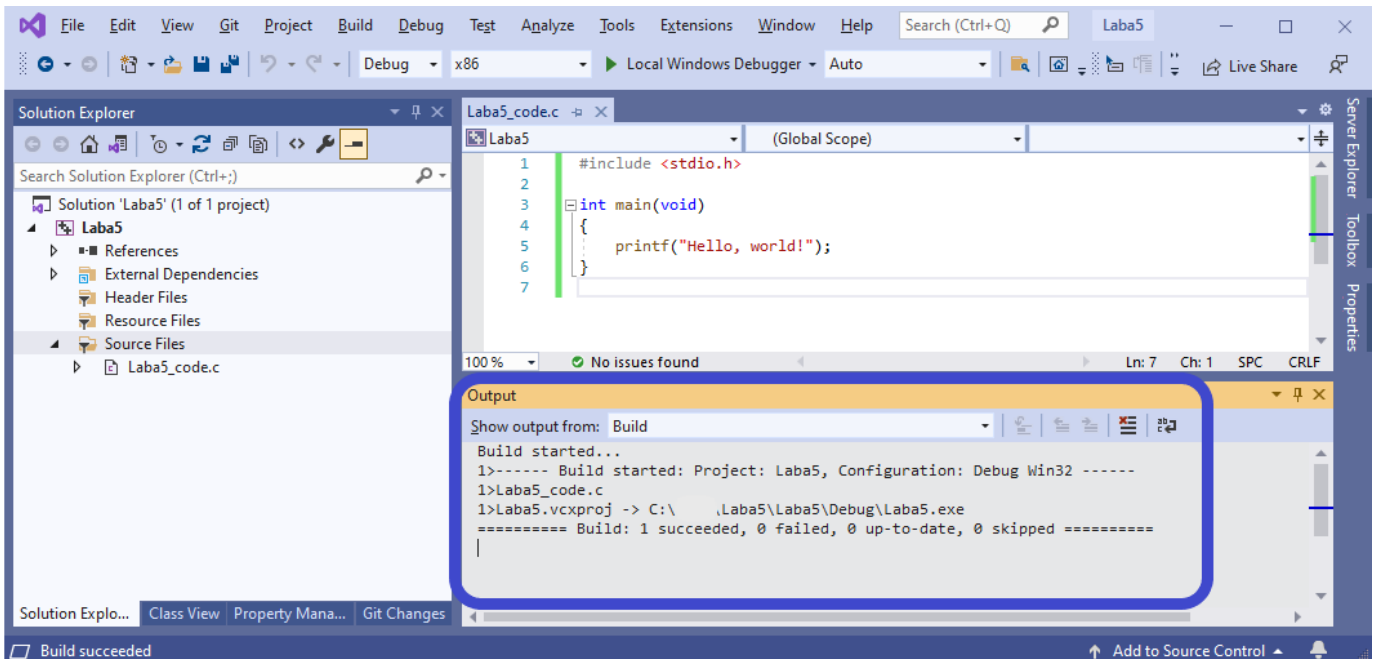 File Edit View Git Project Build Debug Test Analyze Tools Extensions Window Help Search (Ctrl+Q) Laba5
Debug x86 Local Windows Debugger Auto Live Share
Solution Explorer
Search Solution Explorer (Ctrl+;)
Solution 'Laba5' (1 of 1 project)
Laba5
References
External Dependencies
Header Files
Resource Files
Source Files
Laba5_code.c
Solution Explo... Class View Property Mana... Git Changes
Laba5_code.c
Laba5 (Global Scope)
1 #include <stdio.h>
2
3 int main(void)
4 {
5 printf("Hello, world!");
6 }
7
100 % No issues found Ln: 7 Ch: 1 SPC CRLF
Output
Show output from: Build
Build started...
1>------ Build started: Project: Laba5, Configuration: Debug Win32 ------
1>Laba5_code.c
1>Laba5.vcxproj -> C:\ \Laba5\Laba5\Debug\Laba5.exe
========== Build: 1 succeeded, 0 failed, 0 up-to-date, 0 skipped ==========
Server Explorer
Toolbox
Properties
Build succeeded Add to Source Control